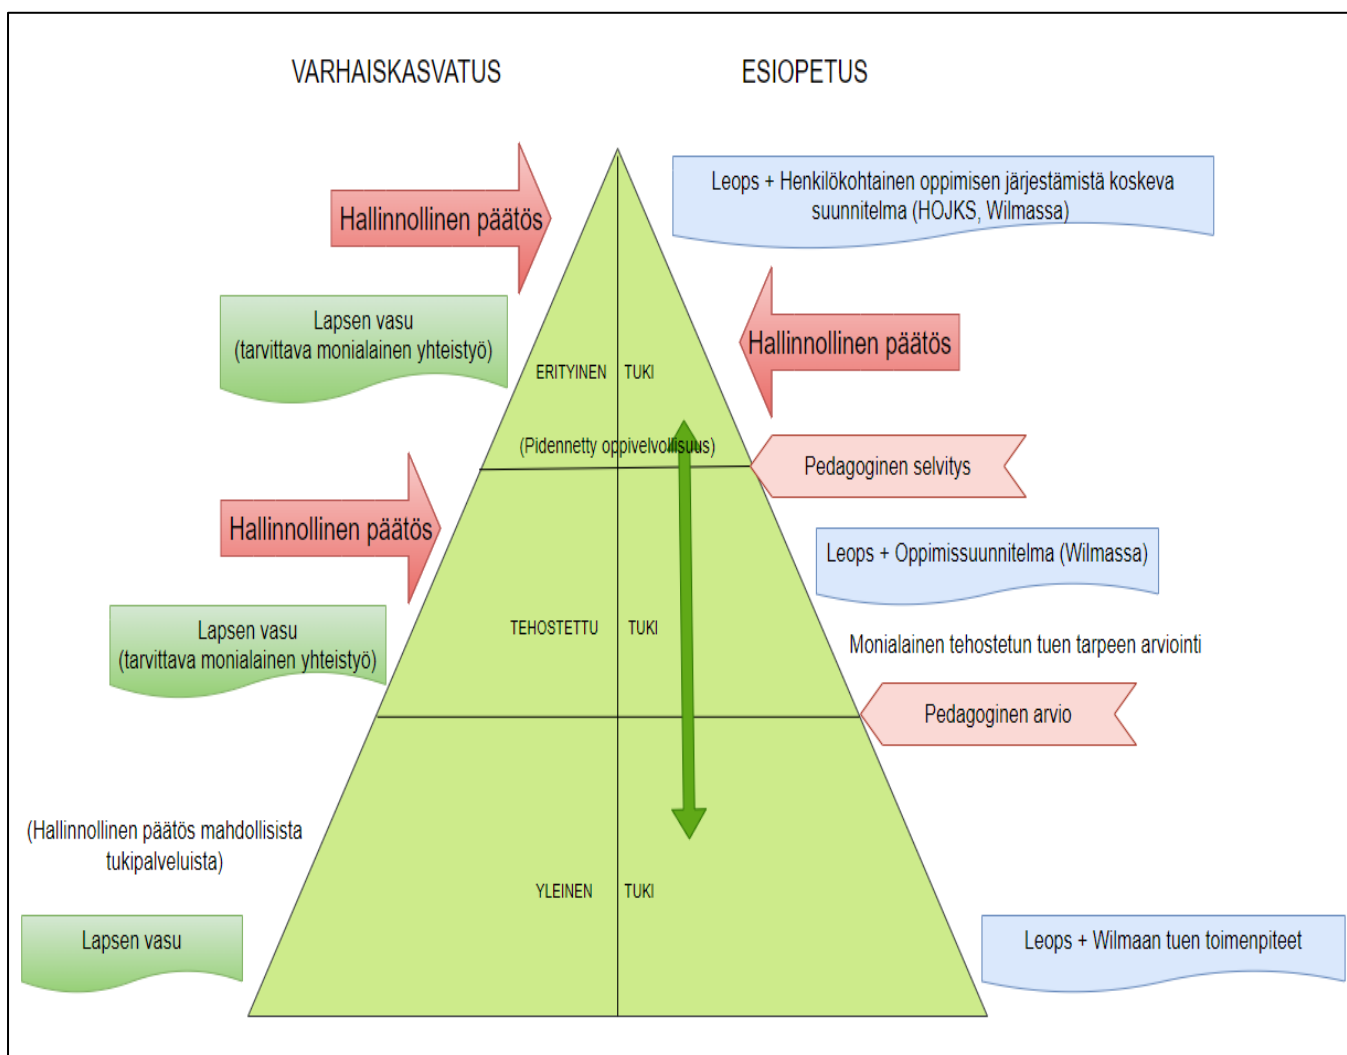 VARHAISKASVATUS
ESIOPETUS
Leops + Henkilökohtainen oppimisen järjestämistä koskeva
suunnitelma (HOJKS, Wilmassa)
Hallinnollinen päätös
Lapsen vasu
(tarvittava monialainen yhteistyö)
Hallinnollinen päätös
ERITYINEN TUKI
(Pidennetty oppivelvollisuus)
Pedagoginen selvitys
Hallinnollinen päätös
Leops + Oppimissuunnitelma (Wilmassa)
Lapsen vasu
(tarvittava monialainen yhteistyö)
TEHOSTETTU TUKI
Monialainen tehostetun tuen tarpeen arviointi
Pedagoginen arvio
(Hallinnollinen päätös mahdollisista
tukipalveluista)
YLEINEN TUKI
Lapsen vasu
Leops + Wilmaan tuen toimenpiteet